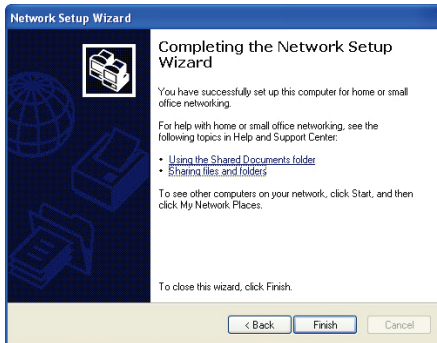 Network Setup Wizard
Completing the Network Setup
Wizard
You have successfully set up this computer for home or small
office networking.
For help with home or small office networking, see the
following topics in Help and Support Center:
• Using the Shared Documents folder
• Sharing files and folders
To see other computers on your network, click Start, and then
click My Network Places.
To close this wizard, click Finish.
< Back Finish Cancel